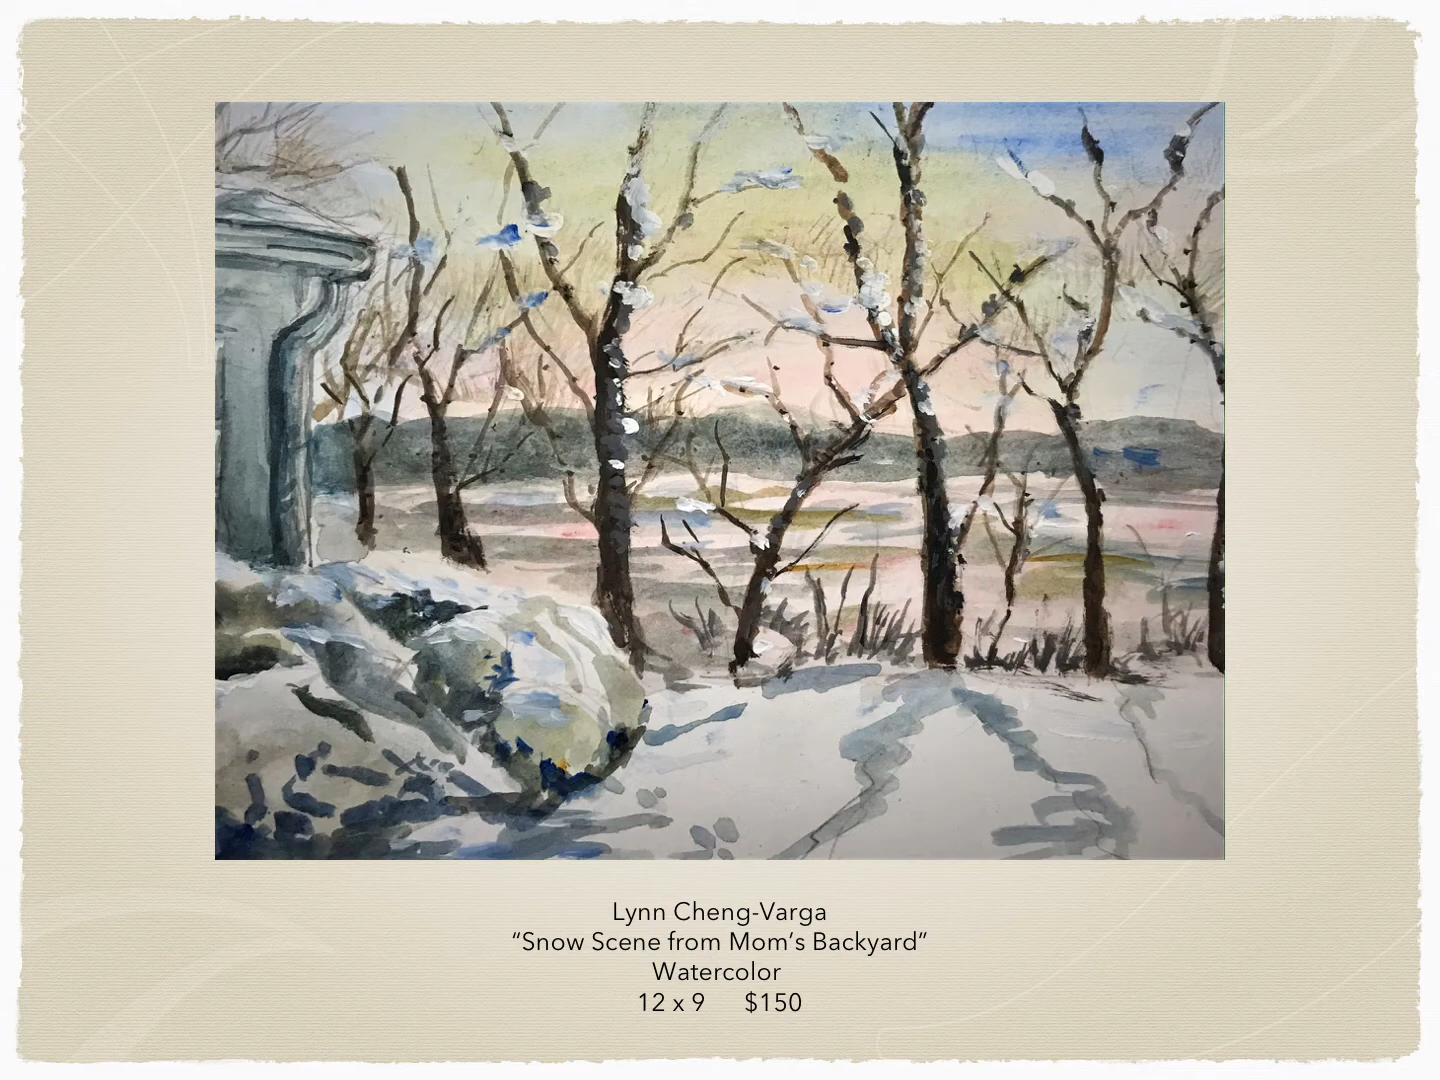 Lynn Cheng-Varga
“Snow Scene from Mom’s Backyard”
Watercolor
12 x 9 $150